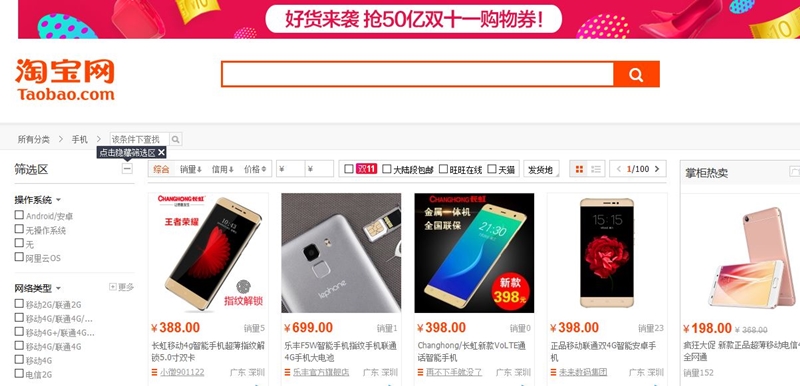 好货来袭 抢50亿双十一购物券!
10
淘宝网
Taobao.com
所有分类 > 手机 > 该条件下查找
点击隐藏筛选区
筛选区
综合 销量 信用 价格 ¥ ¥ 双11 大陆段包邮 旺旺在线 天猫 发货地 1/100
掌柜热卖
操作系统
Android/安卓
无操作系统
无
阿里云OS
网络类型 更多
移动2G/联通2G
移动4G/联通4G/...
移动4G+/联通4G...
移动4G/联通4G
移动4G
电信2G
CHANGHONG 长虹
王者荣耀
指纹解锁
¥388.00 销量5
长虹移动4g智能手机超薄指纹解
锁5.0寸双卡
小僧901122 广东 深圳
lephone
¥699.00 销量1
乐丰F5W智能手机指纹手机联通
4G手机大电池
乐丰官方旗舰店 广东 深圳
CHANGHONG 长虹
金属一体机
全国联保
21:30
新款
398元
¥398.00 销量0
Changhong/长虹新款VoLTE通
话智能手机
再不下手就没了 广东 深圳
¥398.00 销量23
正品移动联通双4G智能安卓手
机
未来数码集团 广东 深圳
¥198.00 ¥368.00
疯狂大促 新款正品超薄移动电信4
全网通
销量152